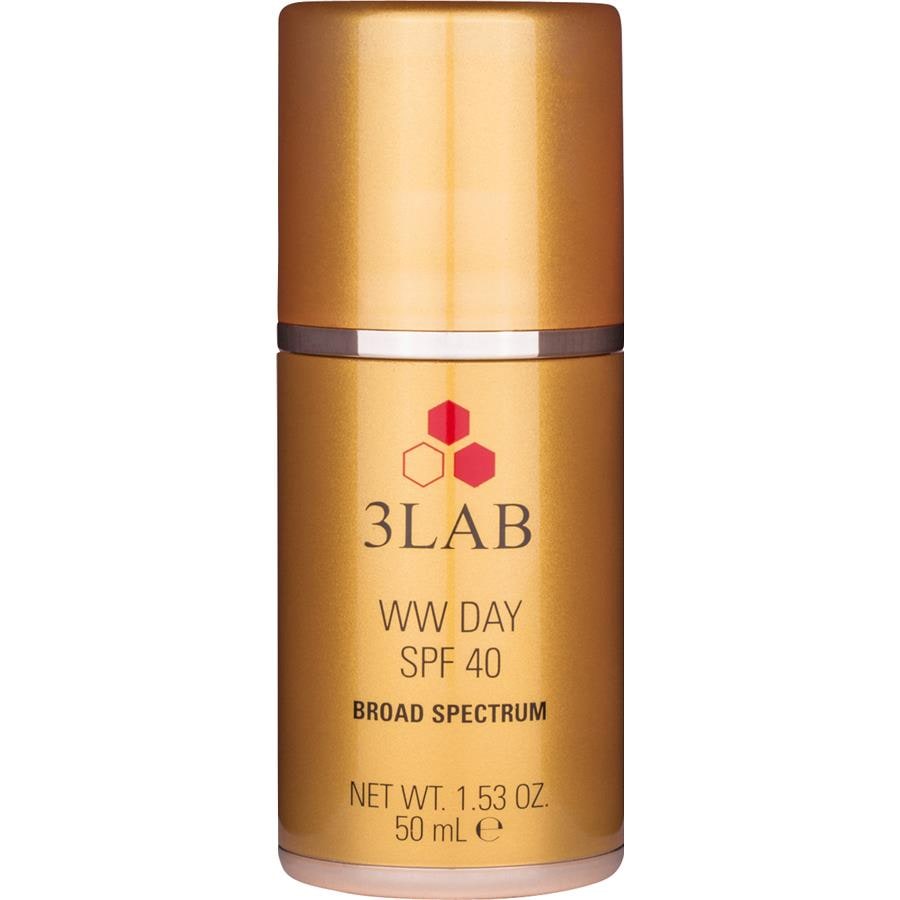 3LAB
WW DAY
SPF 40
BROAD SPECTRUM
NET WT. 1.53 OZ.
50 mL ℮